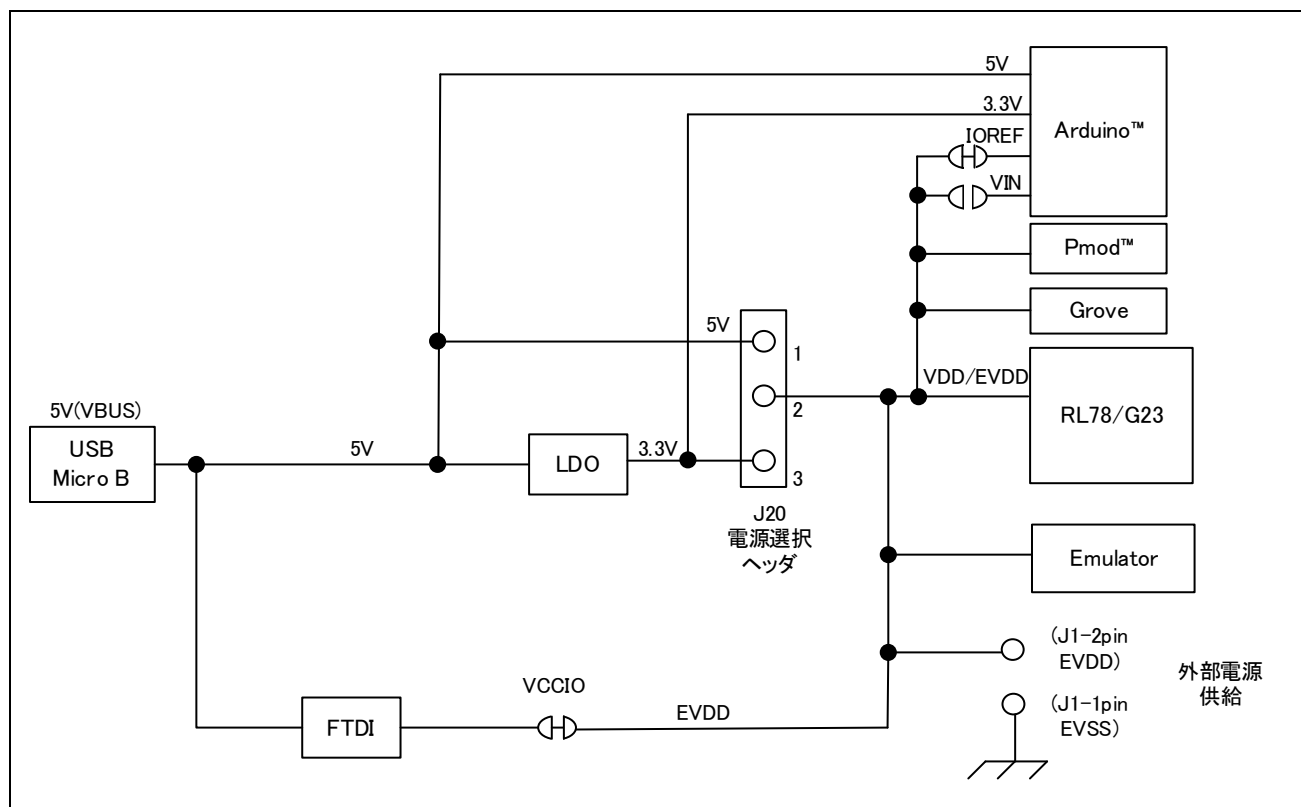 5V
3.3V
IOREF
VIN
Arduino™
Pmod™
Grove
5V
1
2
3
VDD/EVDD
RL78/G23
5V(VBUS)
USB
Micro B
5V
LDO
3.3V
J20
電源選択
ヘッダ
Emulator
(J1-2pin
EVDD)
(J1-1pin
EVSS)
外部電源
供給
VCCIO
FTDI
EVDD